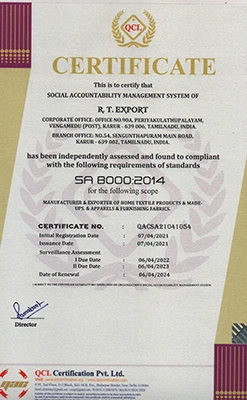 QCL
CERTIFICATE
This is to certify that
SOCIAL ACCOUNTABILITY MANAGEMENT SYSTEM OF
R. T. EXPORT
CORPORATE OFFICE: OFFICE NO.90A, PERIYAKULATHUPALAYAM,
VENGAMEDU (POST), KARUR - 639 006, TAMILNADU, INDIA.
BRANCH OFFICE: NO.54, SENGUNTHAPURAM MAIN ROAD,
KARUR - 639 002, TAMILNADU, INDIA.
has been independently assessed and found to compliant
with the following requirements of standards
SA 8000:2014
for the following scope
MANUFACTURER & EXPORTER OF HOME TEXTILE PRODUCTS & MADE-
UPS, & APPARELS & FURNISHING FABRICS.
CERTIFICATE NO. : QACSA21041054
Initial Registration Date : 07/04/2021
Issuance Date : 07/04/2021
Surveillance Assessment
I Due Date : 06/04/2022
II Due Date : 06/04/2023
Date of Renewal : 06/04/2024
Director
QCL Certification Pvt. Ltd.